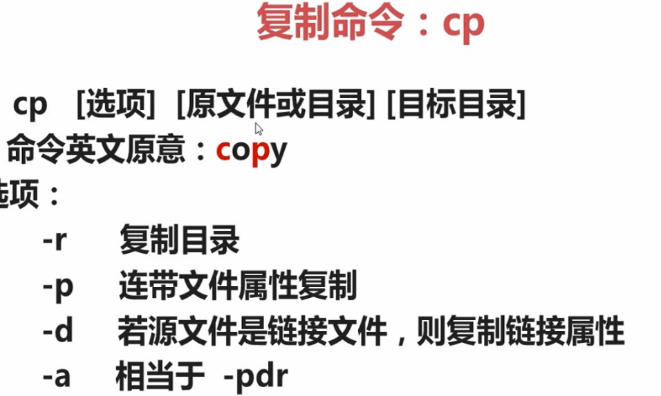 复制命令：cp
cp [选项] [原文件或目录] [目标目录]
命令英文原意：copy
选项：
-r 复制目录
-p 连带文件属性复制
-d 若源文件是链接文件，则复制链接属性
-a 相当于 -pdr